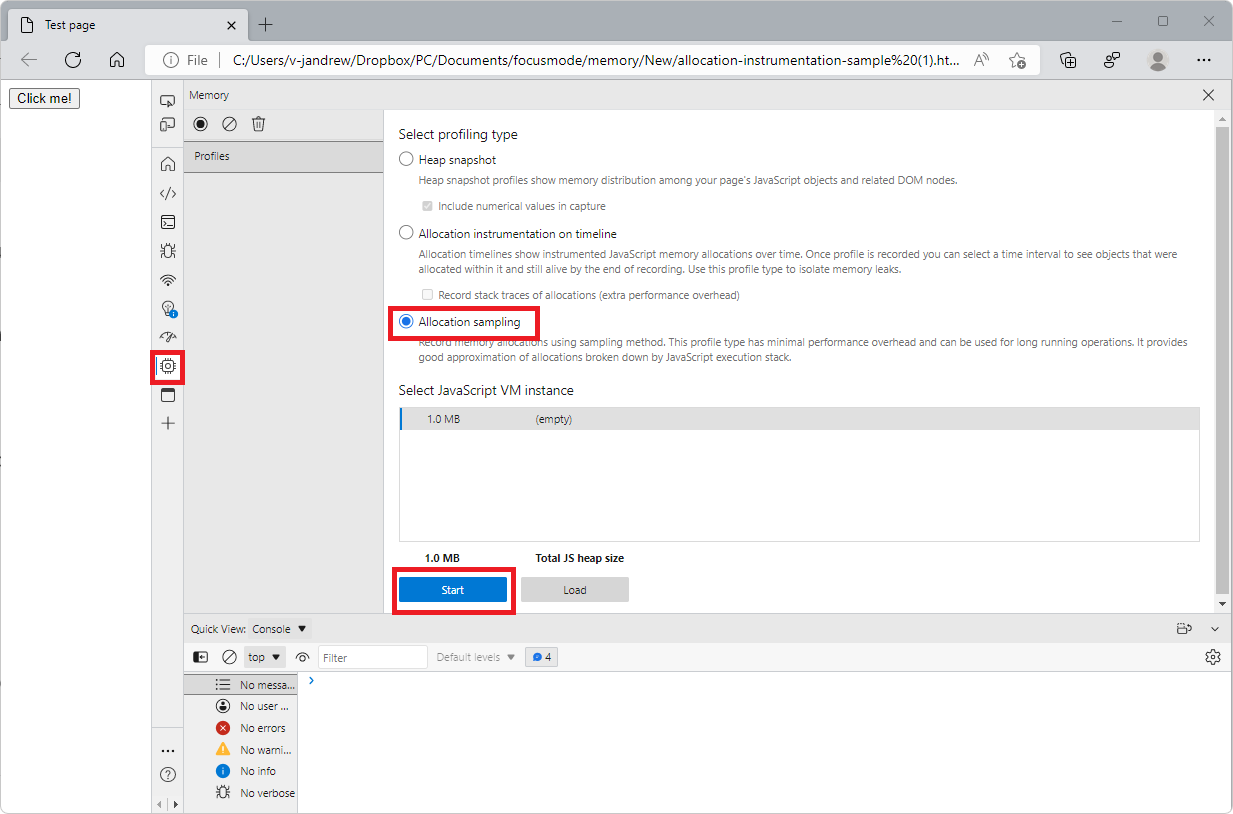 Test page
File
C:/Users/v-jandrew/Dropbox/PC/Documents/focusmode/memory/New/allocation-instrumentation-sample%20(1).ht...
Click me!
Memory
Profiles
Select profiling type
Heap snapshot
Heap snapshot profiles show memory distribution among your page's JavaScript objects and related DOM nodes.
Include numerical values in capture
Allocation instrumentation on timeline
Allocation timelines show instrumented JavaScript memory allocations over time. Once profile is recorded you can select a time interval to see objects that were
allocated within it and still alive by the end of recording. Use this profile type to isolate memory leaks.
Record stack traces of allocations (extra performance overhead)
Allocation sampling
Record memory allocations using sampling method. This profile type has minimal performance overhead and can be used for long running operations. It provides
good approximation of allocations broken down by JavaScript execution stack.
Select JavaScript VM instance
1.0 MB (empty)
1.0 MB Total JS heap size
Start Load
Quick View: Console
top Filter Default levels 4
No messa...
No user ...
No errors
No warni...
No info
No verbose